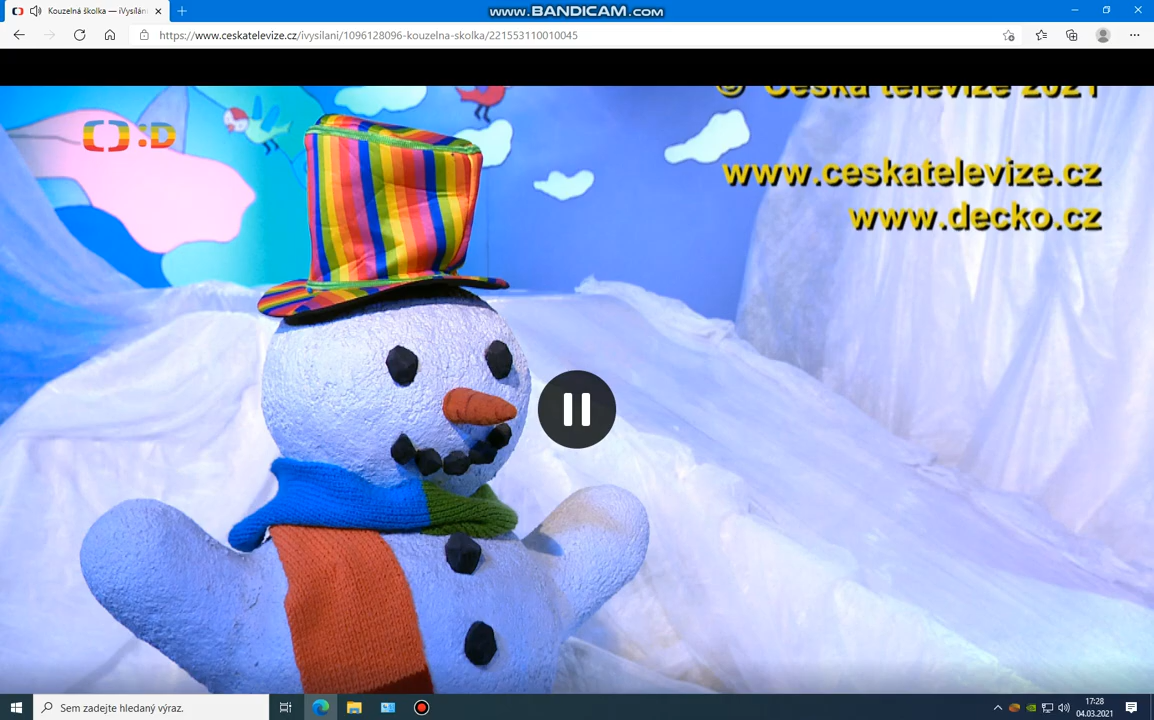 Kouzelná školka — iVysílán
www.BANDICAM.com
https://www.ceskatelevize.cz/ivysilani/1096128096-kouzelna-skolka/221553110010045
:D
© Česká televize 2021
www.ceskatelevize.cz
www.decko.cz
Sem zadejte hledaný výraz.
17:28
04.03.2021